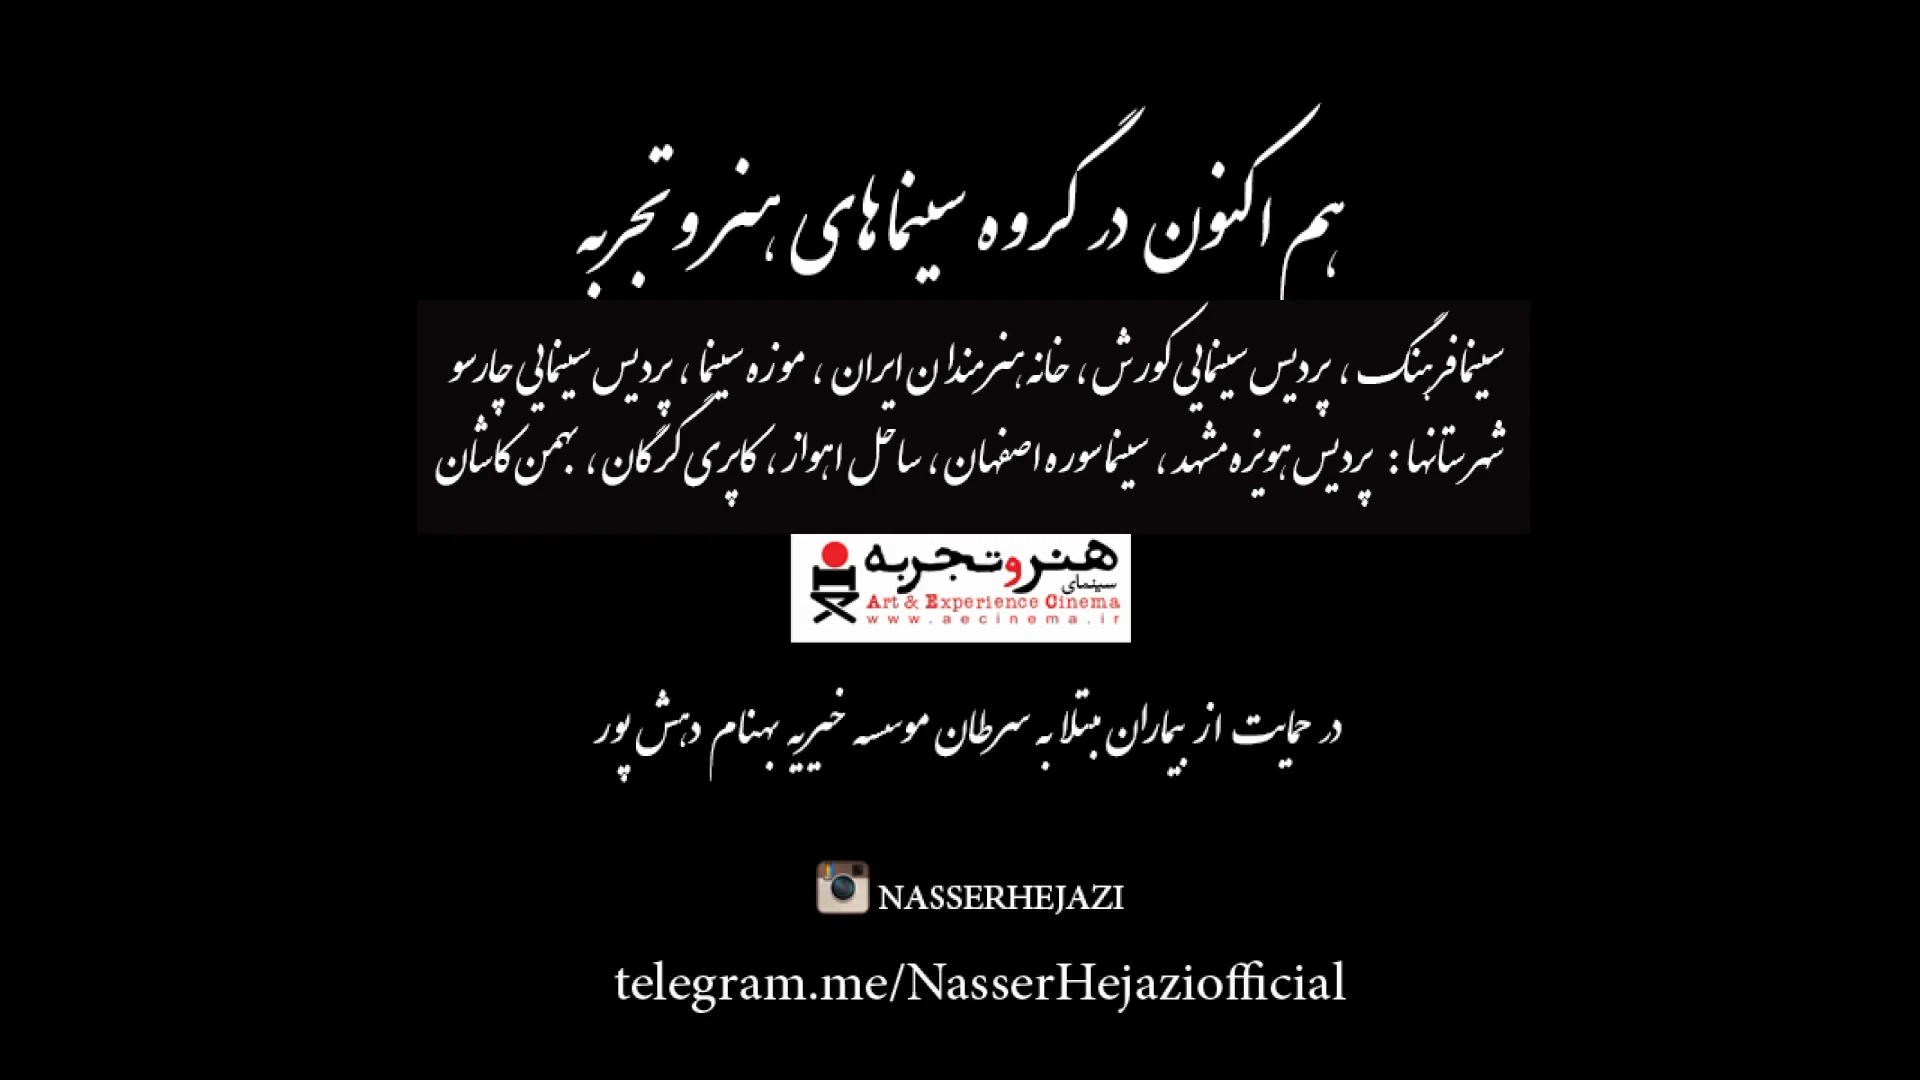 هم اکنون در گروه سینماهای هنر و تجربه
سینما فرهنگ ، پردیس سینمایی کورش ، خانه هنرمندان ایران ، موزه سینما ، پردیس سینمایی چارسو
شهرستانها : پردیس هویزه مشهد ، سینما سوره اصفهان ، ساحل اهواز ، کاپری گرگان ، بهمن کاشان
هنر و تجربه
سینمای
Art & Experience Cinema
www.aecinema.ir
در حمایت از بیماران مبتلا به سرطان موسسه خیریه بهنام دهش پور
NASSERHEJAZI
telegram.me/NasserHejaziofficial